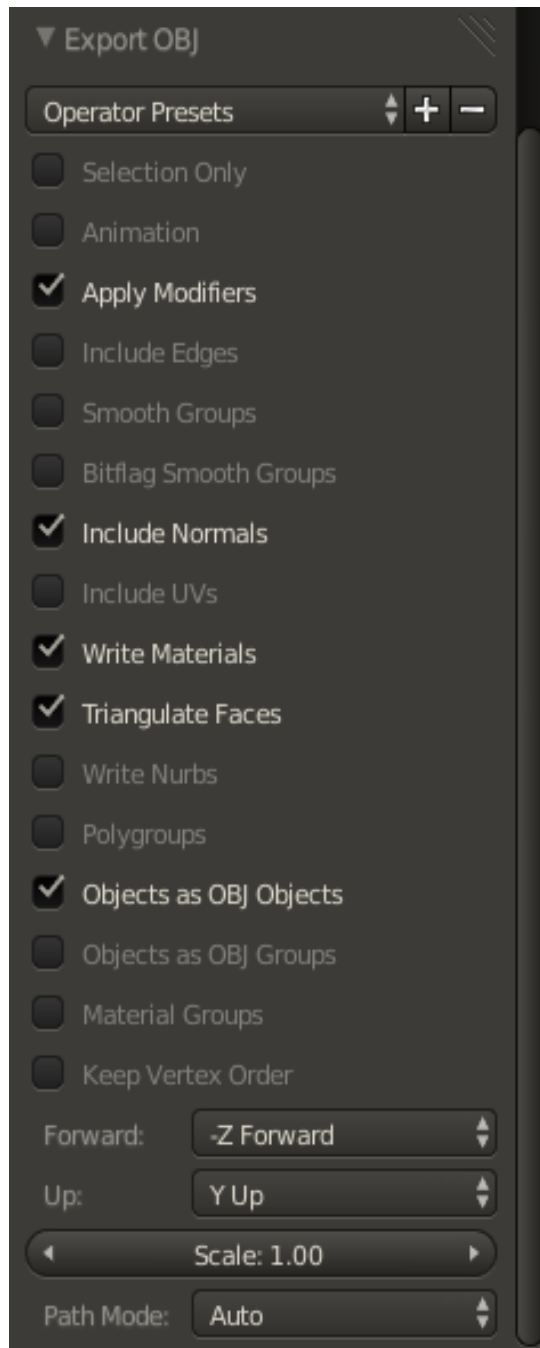 Export OBJ
Operator Presets
Selection Only
Animation
Apply Modifiers
Include Edges
Smooth Groups
Bitflag Smooth Groups
Include Normals
Include UVs
Write Materials
Triangulate Faces
Write Nurbs
Polygroups
Objects as OBJ Objects
Objects as OBJ Groups
Material Groups
Keep Vertex Order
Forward: -Z Forward
Up: Y Up
Scale: 1.00
Path Mode: Auto